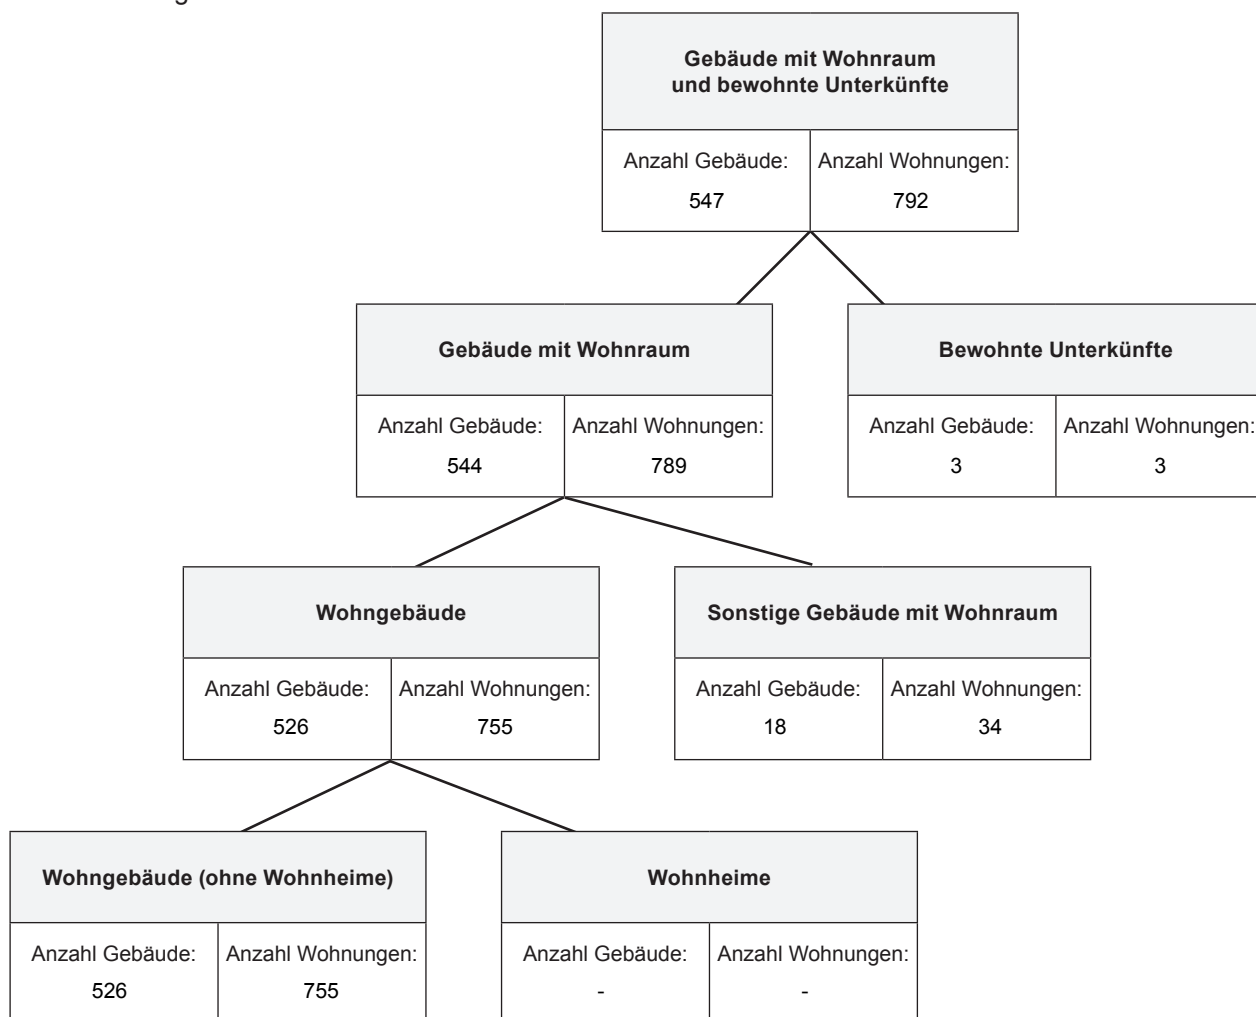 Gebäude mit Wohnraum
und bewohnte Unterkünfte
Anzahl Gebäude: Anzahl Wohnungen:
547 792
Gebäude mit Wohnraum
Anzahl Gebäude: Anzahl Wohnungen:
544 789
Bewohnte Unterkünfte
Anzahl Gebäude: Anzahl Wohnungen:
3 3
Wohngebäude
Anzahl Gebäude: Anzahl Wohnungen:
526 755
Sonstige Gebäude mit Wohnraum
Anzahl Gebäude: Anzahl Wohnungen:
18 34
Wohngebäude (ohne Wohnheime)
Anzahl Gebäude: Anzahl Wohnungen:
526 755
Wohnheime
Anzahl Gebäude: Anzahl Wohnungen:
- -